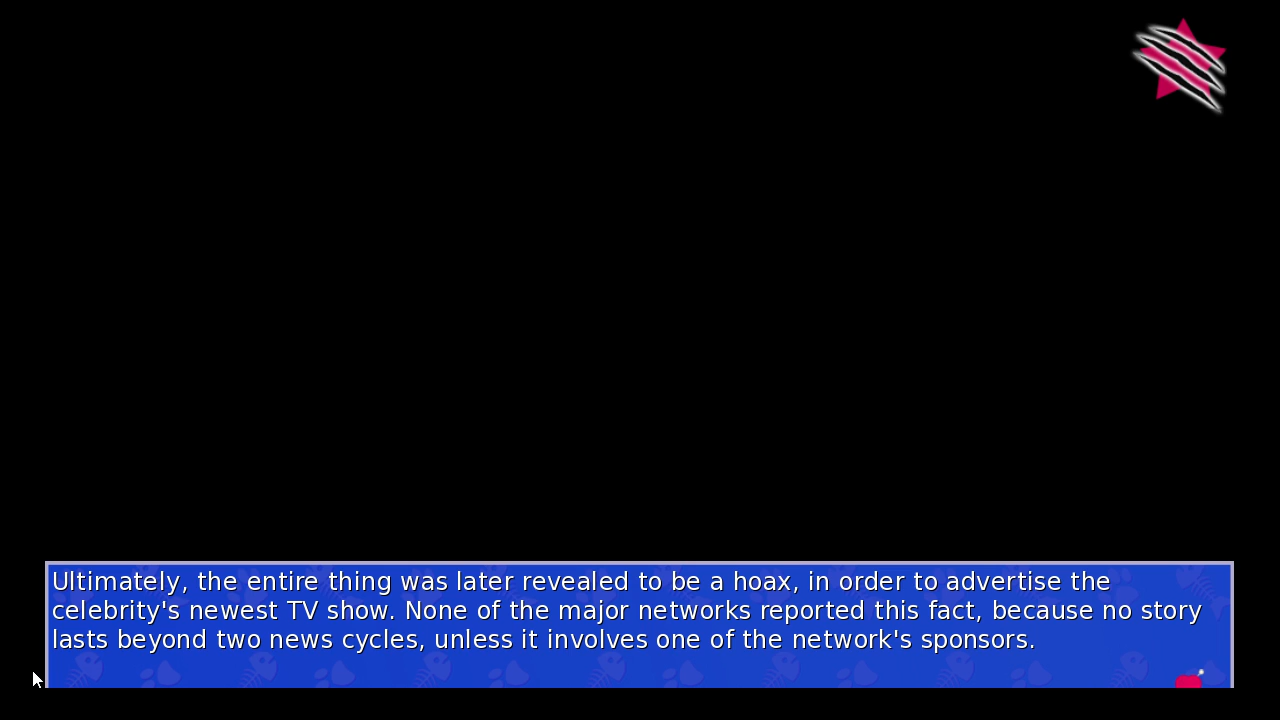 Ultimately, the entire thing was later revealed to be a hoax, in order to advertise the
celebrity's newest TV show. None of the major networks reported this fact, because no story
lasts beyond two news cycles, unless it involves one of the network's sponsors.